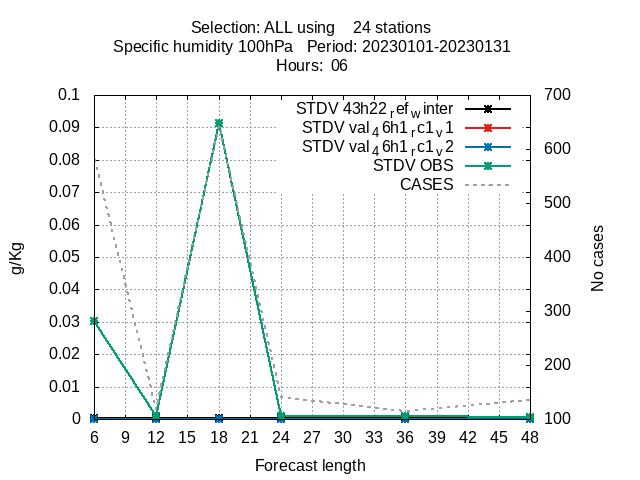 Selection: ALL using 24 stations
Specific humidity 100hPa Period: 20230101-20230131
Hours: 06
STDV 43h22_ref_winter
STDV val_46h1_rc1_v1
STDV val_46h1_rc1_v2
STDV OBS
CASES
0.1
0.09
0.08
0.07
0.06
0.05
0.04
0.03
0.02
0.01
0
g/Kg
700
600
500
400
300
200
100
No cases
6 9 12 15 18 21 24 27 30 33 36 39 42 45 48
Forecast length